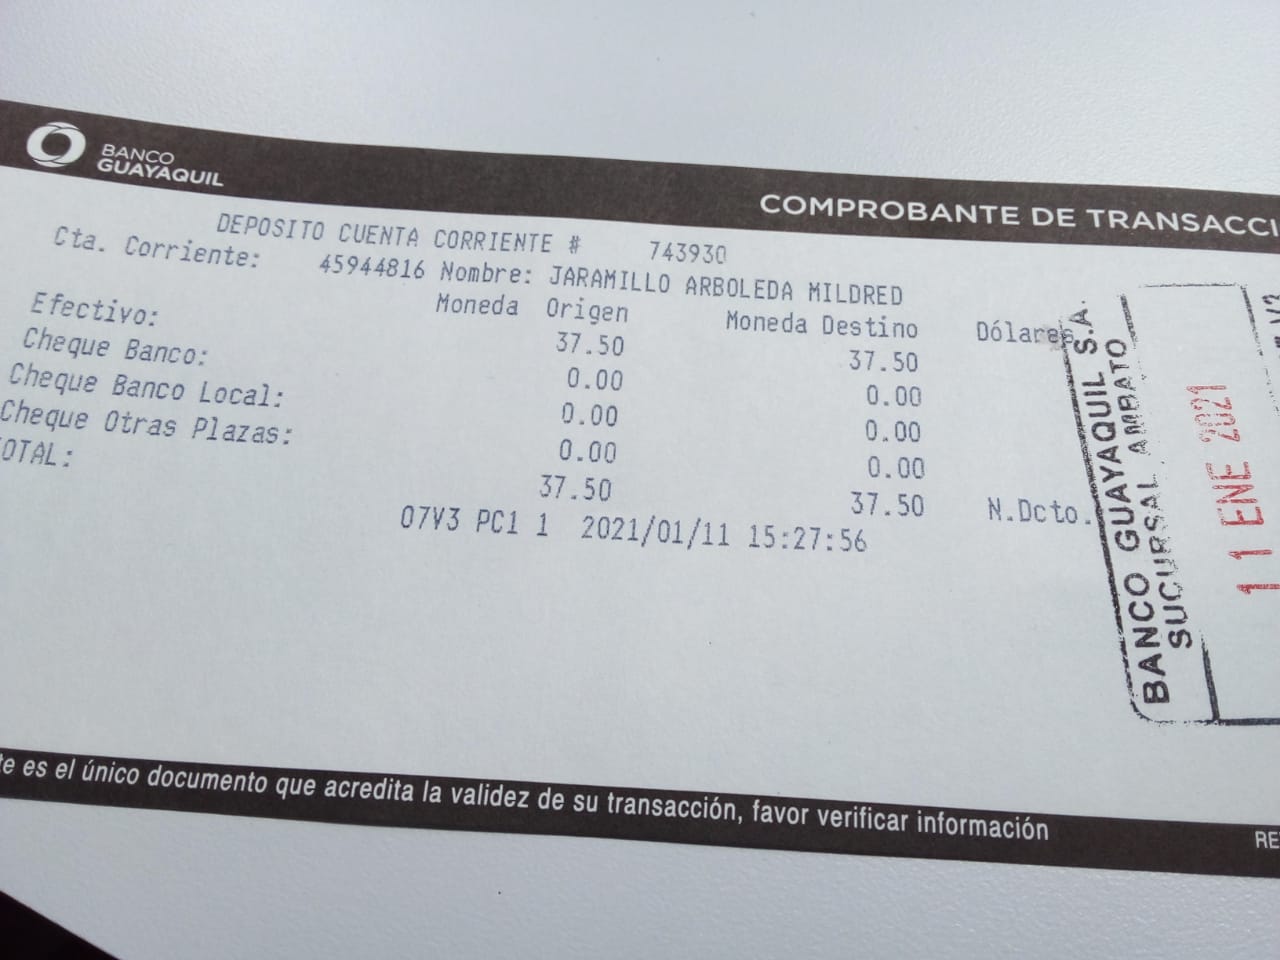 BANCO
GUAYAQUIL
COMPROBANTE DE TRANSACCI
DEPOSITO CUENTA CORRIENTE # 743930
Cta. Corriente: 45944816 Nombre: JARAMILLO ARBOLEDA MILDRED
Moneda Origen Moneda Destino Dólares
Efectivo: 37.50 37.50
Cheque Banco: 0.00 0.00
Cheque Banco Local: 0.00 0.00
Cheque Otras Plazas: 0.00 0.00
OTAL: 37.50 37.50 N.Dcto.
07V3 PC1 1 2021/01/11 15:27:56
BANCO GUAYAQUIL S.A.
SUCURSAL AMBATO
11 ENE 2021
te es el único documento que acredita la validez de su transacción, favor verificar información
RE